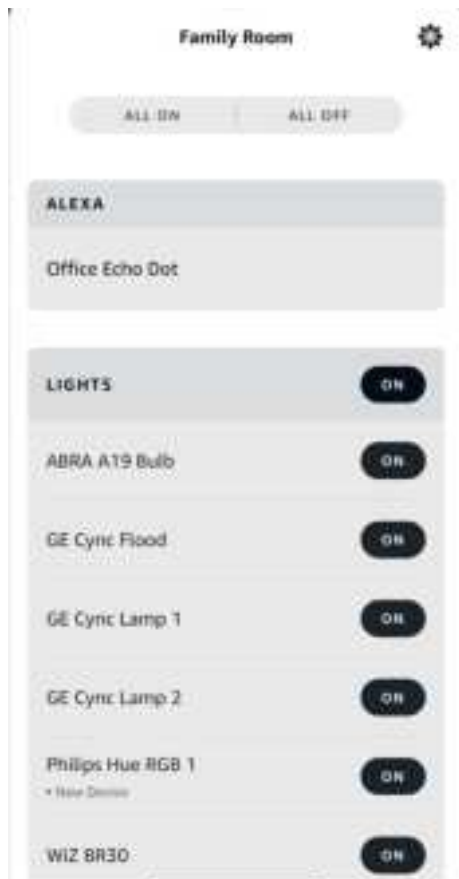 Family Room
ALL ON ALL OFF
ALEXA
Office Echo Dot
LIGHTS ON
ABRA A19 Bulb ON
GE Cync Flood ON
GE Cync Lamp 1 ON
GE Cync Lamp 2 ON
Philips Hue RGB 1 ON
• New Device
WiZ BR30 ON